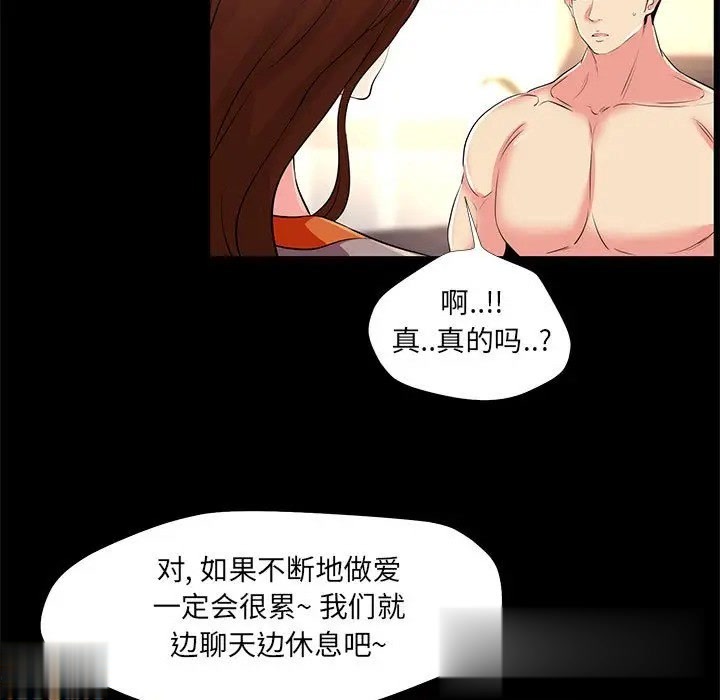 啊..!!
真..真的吗..?
对, 如果不断地做爱
一定会很累~ 我们就
边聊天边休息吧~